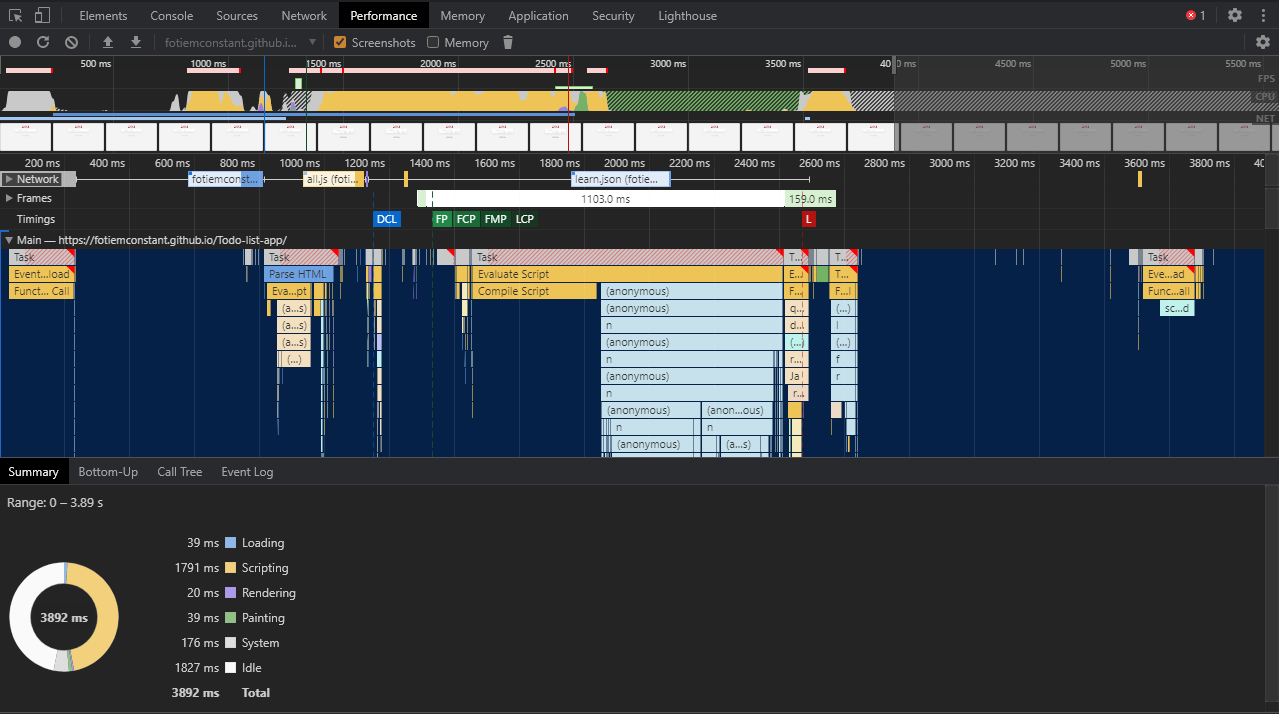 Elements Console Sources Network Performance Memory Application Security Lighthouse 1
fotiemconstant.github.i... Screenshots Memory
500 ms 1000 ms 1500 ms 2000 ms 2500 ms 3000 ms 3500 ms 4500 ms 5000 ms 5500 ms
FPS
CPU
NET
200 ms 400 ms 600 ms 800 ms 1000 ms 1200 ms 1400 ms 1600 ms 1800 ms 2000 ms 2200 ms 2400 ms 2600 ms 2800 ms 3000 ms 3200 ms 3400 ms 3600 ms 3800 ms
Network fotiemconst... all.js (foti... learn.json (fotie...
Frames 1103.0 ms 159.0 ms
Timings DCL FP FCP FMP LCP L
Main — https://fotiemconstant.github.io/Todo-list-app/
Task Task Task T... T... Task
Event...load Parse HTML Evaluate Script E... T... Eve...ad
Funct... Call Eva...pt Compile Script (anonymous) F... F...l Func...all
(a...s) (anonymous) q... (...) sc...d
(a...s) n d... l
(a...s) (anonymous) (... (...)
(...) n r... f
(anonymous) Ja r
n r...
(anonymous) (anon...ous)
n n
(anonymous) (a...s)
Summary Bottom-Up Call Tree Event Log
Range: 0 – 3.89 s
39 ms Loading
1791 ms Scripting
20 ms Rendering
3892 ms
39 ms Painting
176 ms System
1827 ms Idle
3892 ms Total